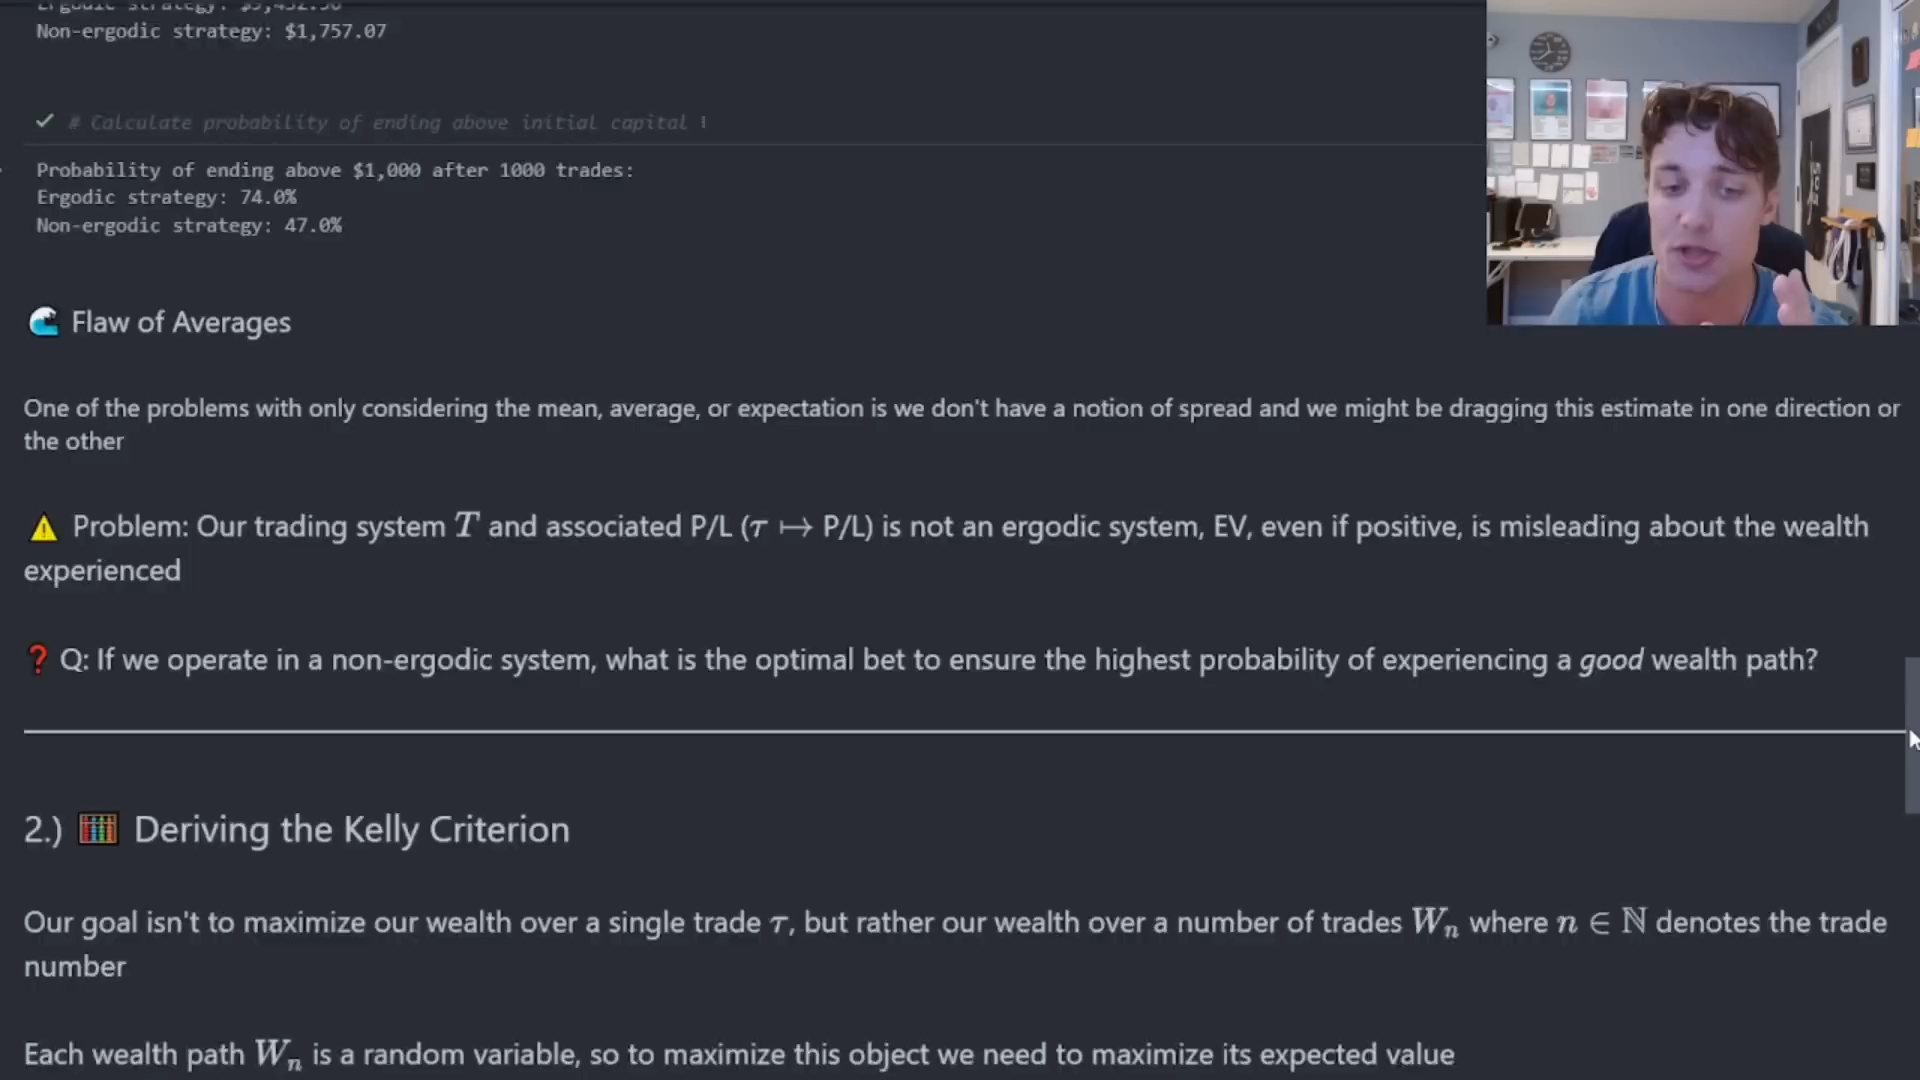 Non-ergodic strategy: $1,757.07
# Calculate probability of ending above initial capital
Probability of ending above $1,000 after 1000 trades:
Ergodic strategy: 74.0%
Non-ergodic strategy: 47.0%
Flaw of Averages
One of the problems with only considering the mean, average, or expectation is we don't have a notion of spread and we might be dragging this estimate in one direction or
the other
Problem: Our trading system T and associated P/L (τ ↦ P/L) is not an ergodic system, EV, even if positive, is misleading about the wealth
experienced
Q: If we operate in a non-ergodic system, what is the optimal bet to ensure the highest probability of experiencing a good wealth path?
2.) Deriving the Kelly Criterion
Our goal isn't to maximize our wealth over a single trade τ, but rather our wealth over a number of trades Wₙ where n ∈ ℕ denotes the trade
number
Each wealth path Wₙ is a random variable, so to maximize this object we need to maximize its expected value